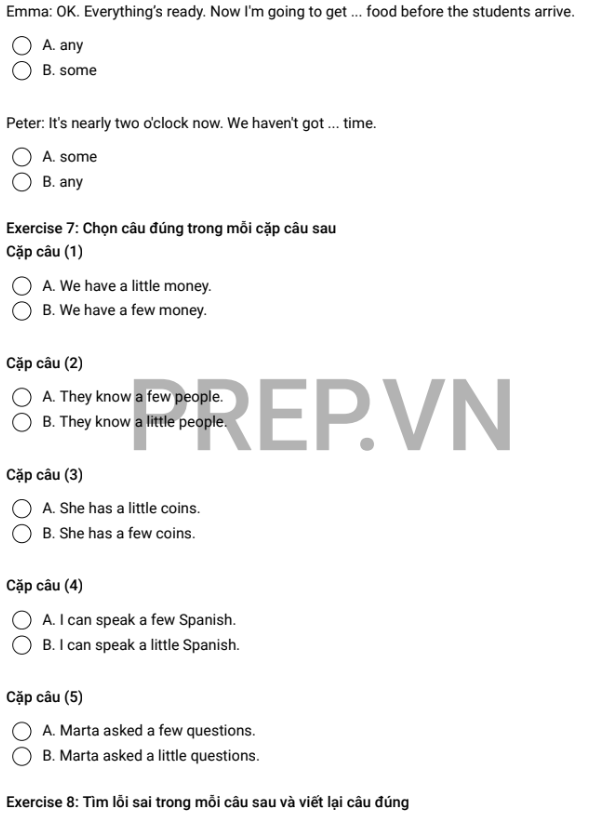 Emma: OK. Everything's ready. Now I'm going to get ... food before the students arrive.
A. any
B. some
Peter: It's nearly two o'clock now. We haven't got ... time.
A. some
B. any
Exercise 7: Chọn câu đúng trong mỗi cặp câu sau
Cặp câu (1)
A. We have a little money.
B. We have a few money.
Cặp câu (2)
A. They know a few people.
B. They know a little people.
PREP.VN
Cặp câu (3)
A. She has a little coins.
B. She has a few coins.
Cặp câu (4)
A. I can speak a few Spanish.
B. I can speak a little Spanish.
Cặp câu (5)
A. Marta asked a few questions.
B. Marta asked a little questions.
Exercise 8: Tìm lỗi sai trong mỗi câu sau và viết lại câu đúng